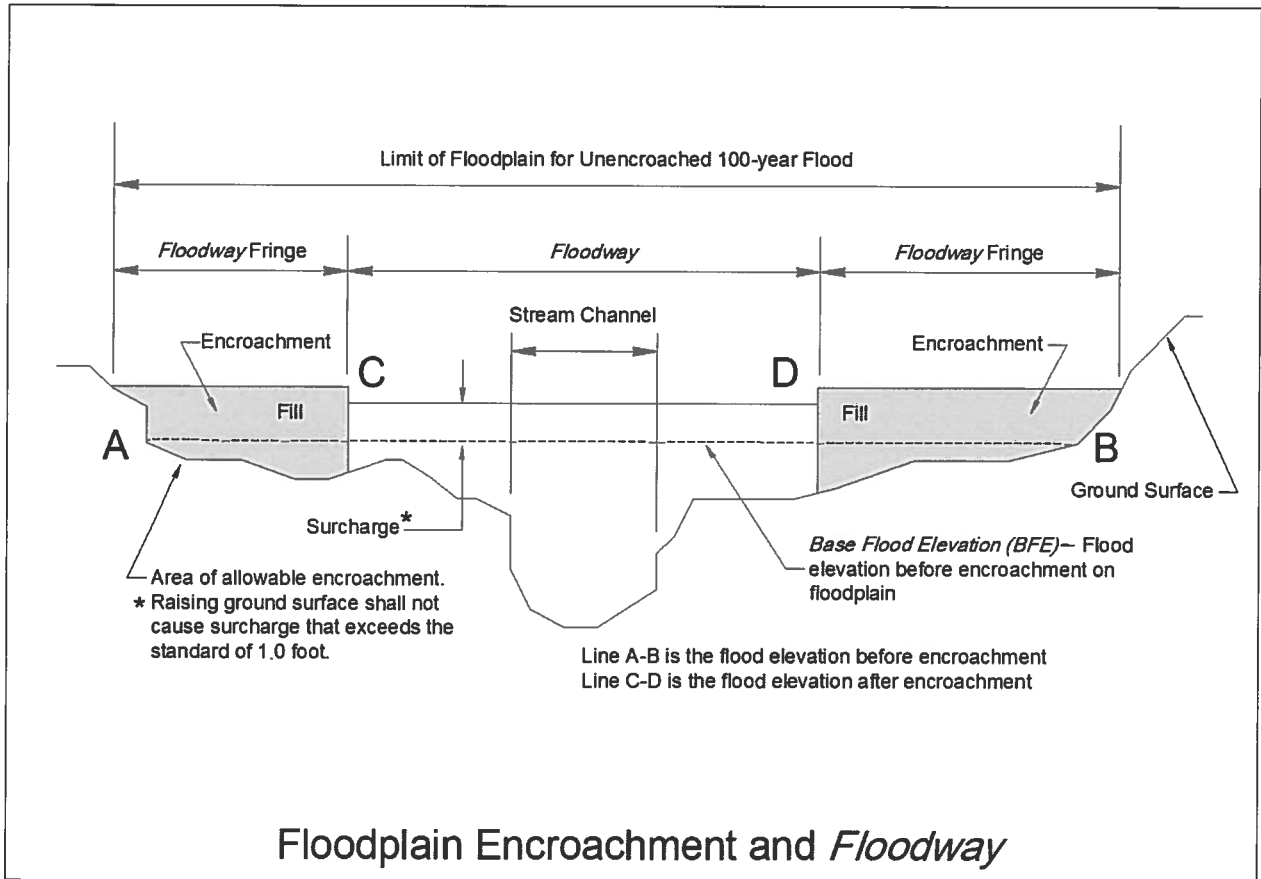 Limit of Floodplain for Unencroached 100-year Flood
Floodway Fringe
Floodway
Floodway Fringe
Stream Channel
Encroachment
Encroachment
C
D
Fill
Fill
A
B
Ground Surface
Surcharge*
Base Flood Elevation (BFE)– Flood
elevation before encroachment on
floodplain
Area of allowable encroachment.
* Raising ground surface shall not
cause surcharge that exceeds the
standard of 1.0 foot.
Line A-B is the flood elevation before encroachment
Line C-D is the flood elevation after encroachment
Floodplain Encroachment and Floodway